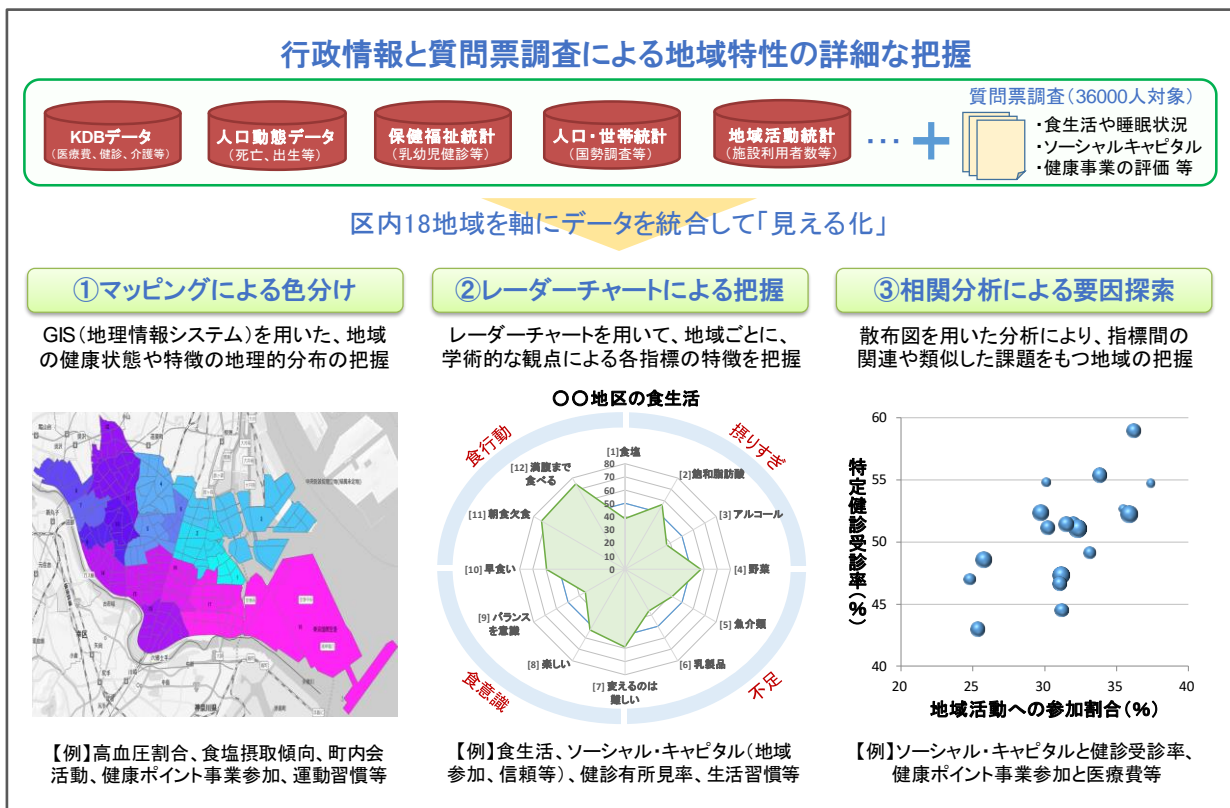 行政情報と質問票調査による地域特性の詳細な把握
KDBデータ
(医療費、健診、介護等)
人口動態データ
(死亡、出生等)
保健福祉統計
(乳幼児健診等)
人口・世帯統計
(国勢調査等)
地域活動統計
(施設利用者数等)
…
+
質問票調査(36000人対象)
・食生活や睡眠状況
・ソーシャルキャピタル
・健康事業の評価 等
区内18地域を軸にデータを統合して「見える化」
①マッピングによる色分け
GIS(地理情報システム)を用いた、地域
の健康状態や特徴の地理的分布の把握
【例】高血圧割合、食塩摂取傾向、町内会
活動、健康ポイント事業参加、運動習慣等
②レーダーチャートによる把握
レーダーチャートを用いて、地域ごとに、
学術的な観点による各指標の特徴を把握
〇〇地区の食生活
食行動
摂りすぎ
食意識
不足
[1]食塩
[2]飽和脂肪酸
[3]アルコール
[4]野菜
[5]魚介類
[6]乳製品
[7]変えるのは
難しい
[8]楽しい
[9]バランス
を意識
[10]早食い
[11]朝食欠食
[12]満腹まで
食べる
80
70
60
50
40
30
20
10
0
【例】食生活、ソーシャル・キャピタル(地域
参加、信頼等)、健診有所見率、生活習慣等
③相関分析による要因探索
散布図を用いた分析により、指標間の
関連や類似した課題をもつ地域の把握
特定健診受診率(%)
60
55
50
45
40
20
25
30
35
40
地域活動への参加割合(%)
【例】ソーシャル・キャピタルと健診受診率、
健康ポイント事業参加と医療費等